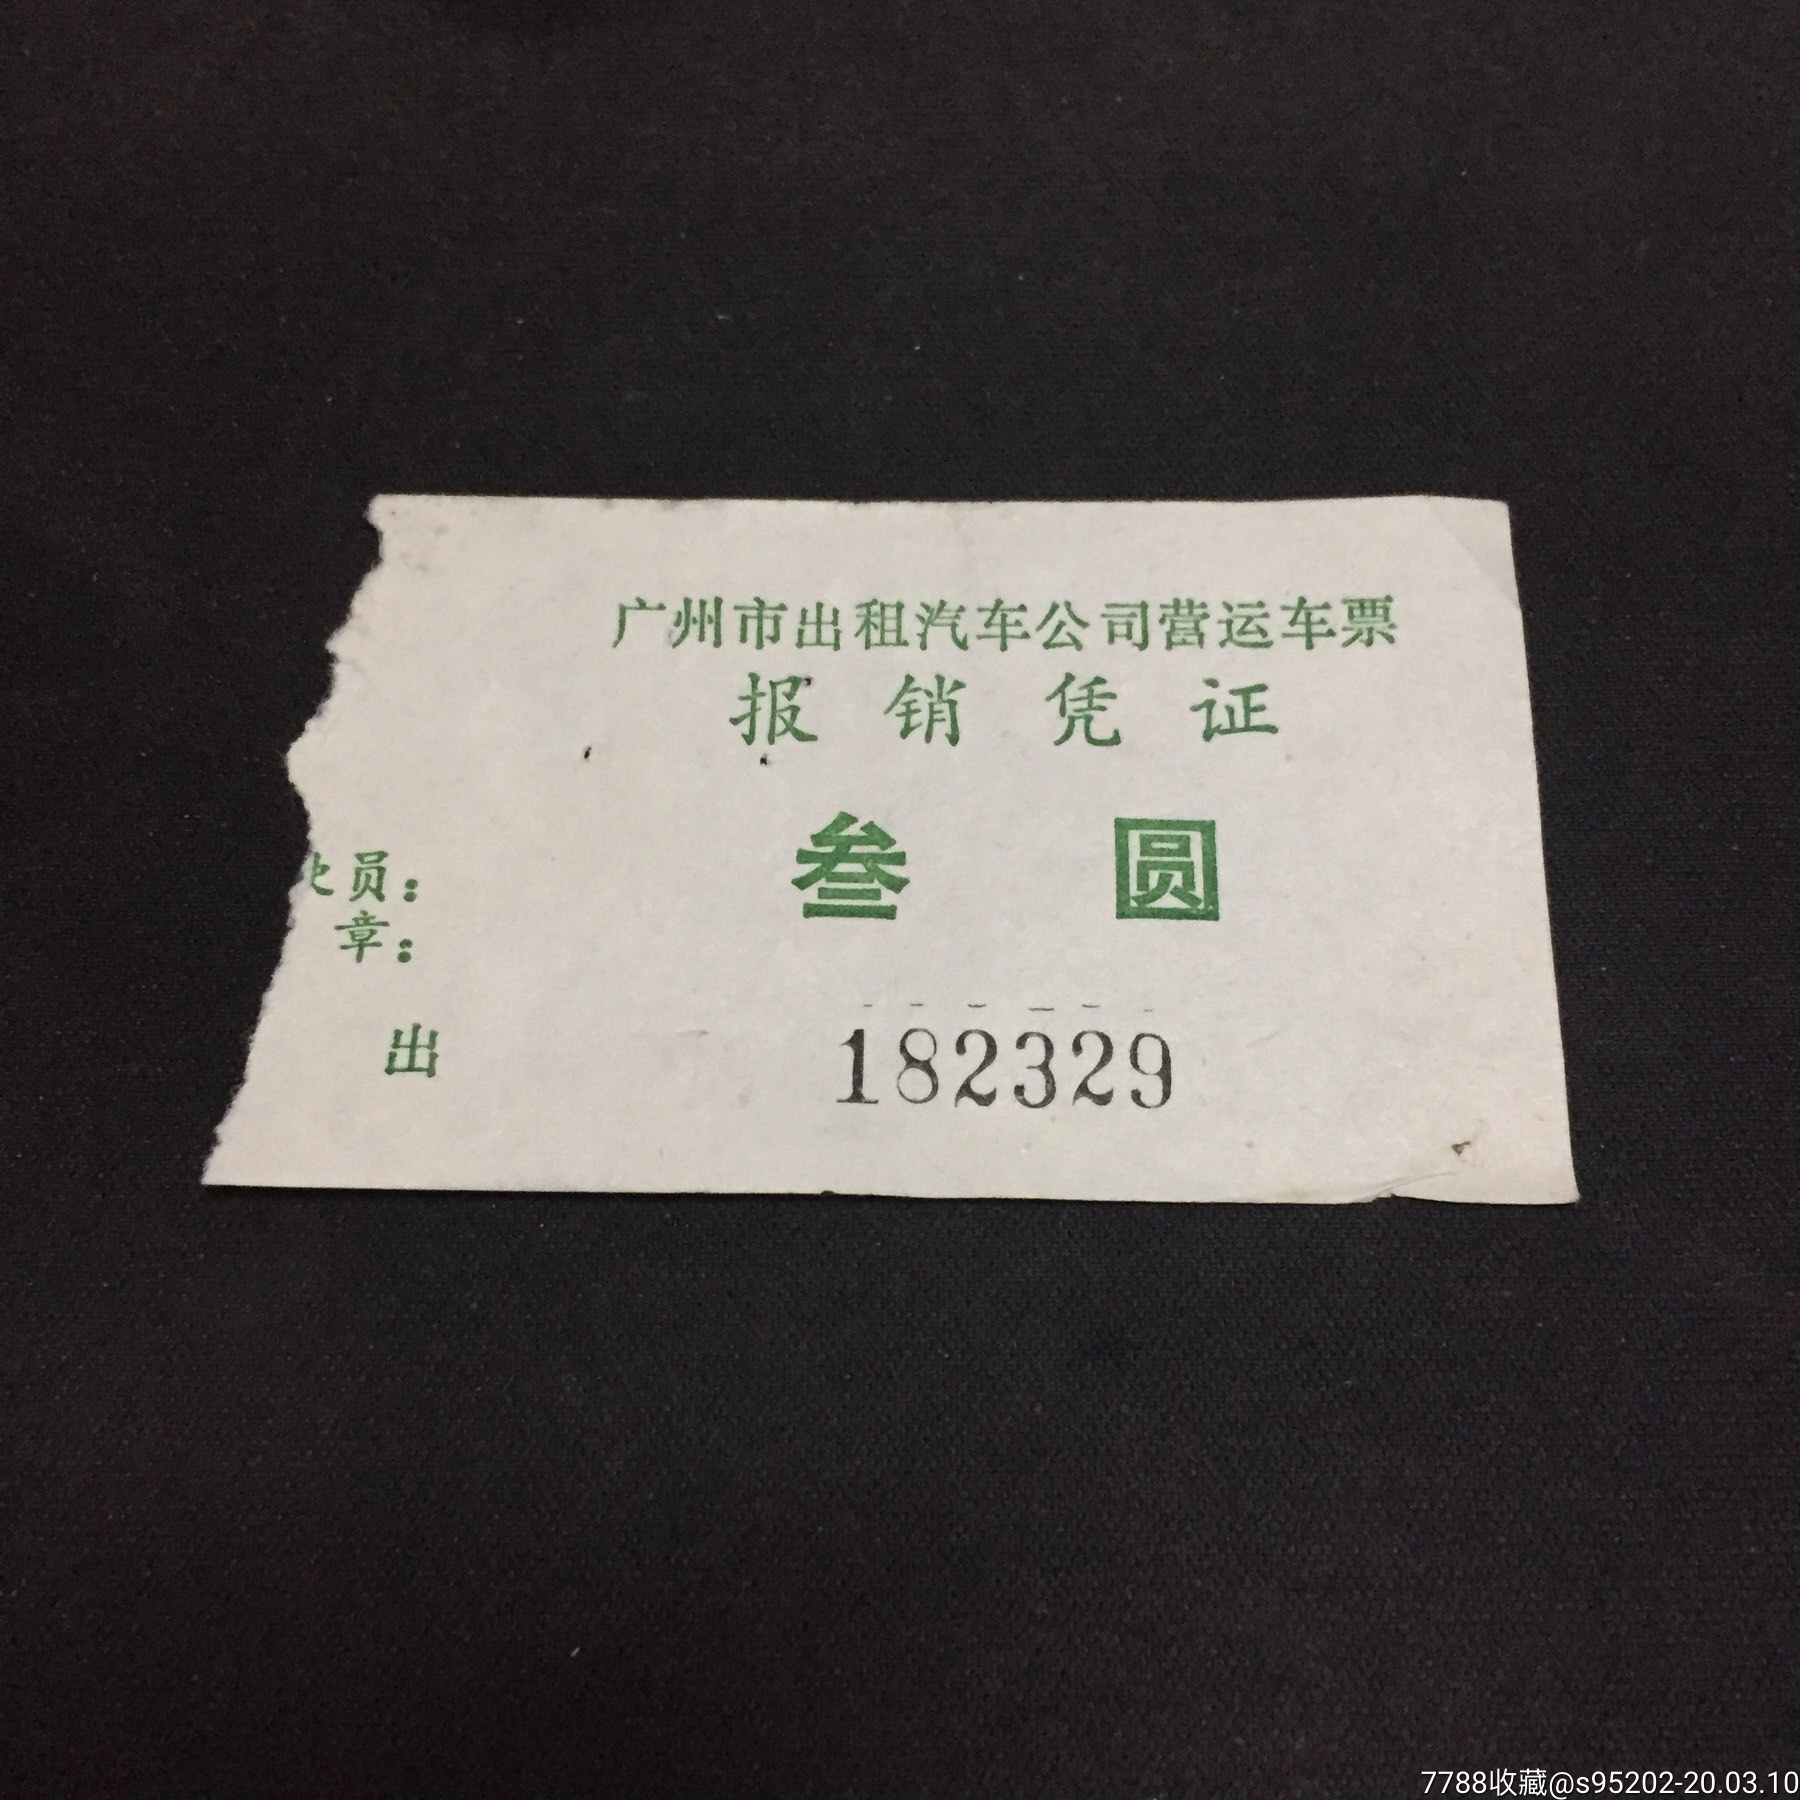 广州市出租汽车公司营运车票
报销凭证
叁圆
员：
章：
出
182329
7788收藏@s95202-20.03.10